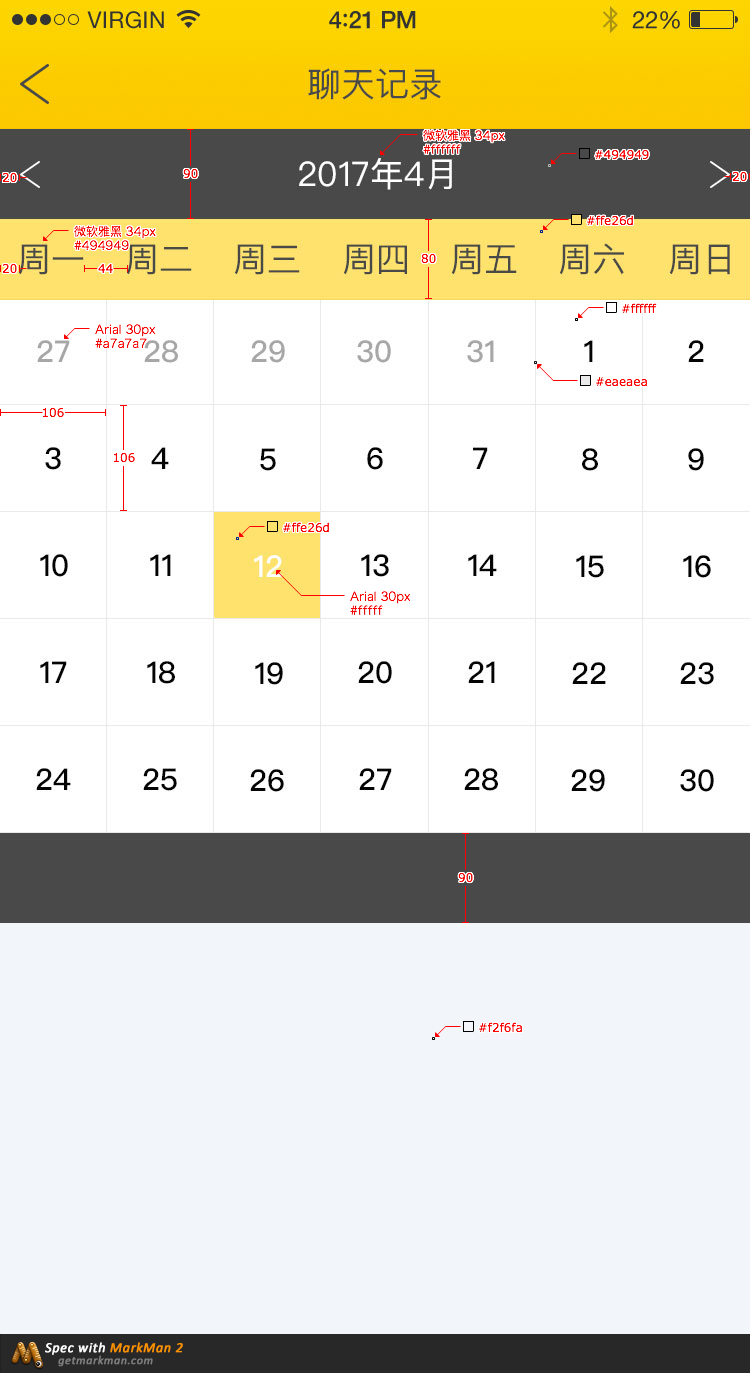 VIRGIN 4:21 PM 22%
聊天记录
微软雅黑 34px
#ffffff
#494949
20 90 2017年4月 20
#ffe26d
微软雅黑 34px
#494949
周一 周二 周三 周四 周五 周六 周日
20 44 80
#ffffff
Arial 30px
#a7a7a7
27 28 29 30 31 1 2
#eaeaea
106
106
3 4 5 6 7 8 9
#ffe26d
10 11 12 13 14 15 16
Arial 30px
#fffff
17 18 19 20 21 22 23
24 25 26 27 28 29 30
90
#f2f6fa
Spec with MarkMan 2
getmarkman.com